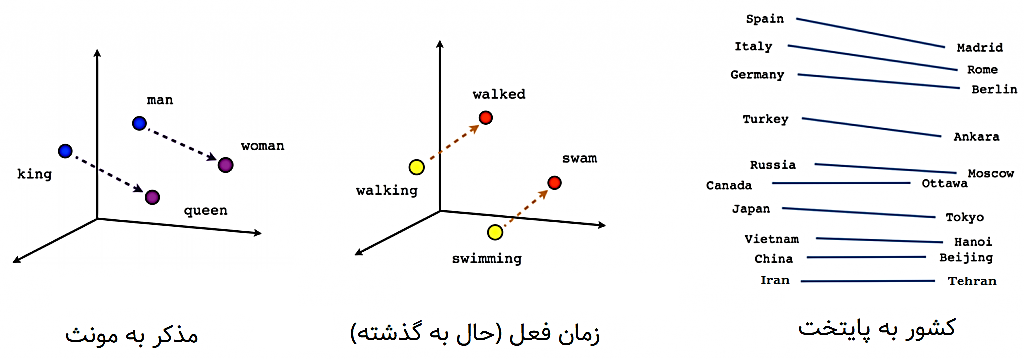 man
woman
king
queen
مذکر به مونث
walked
swam
walking
swimming
زمان فعل (حال به گذشته)
Spain Madrid
Italy Rome
Germany Berlin
Turkey Ankara
Russia Moscow
Canada Ottawa
Japan Tokyo
Vietnam Hanoi
China Beijing
Iran Tehran
کشور به پایتخت